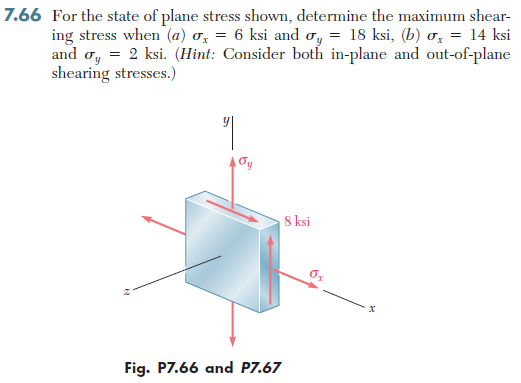 7.66 For the state of plane stress shown, determine the maximum shear-
ing stress when (a) σx = 6 ksi and σy = 18 ksi, (b) σx = 14 ksi
and σy = 2 ksi. (Hint: Consider both in-plane and out-of-plane
shearing stresses.)
y
σy
8 ksi
σx
z
x
Fig. P7.66 and P7.67